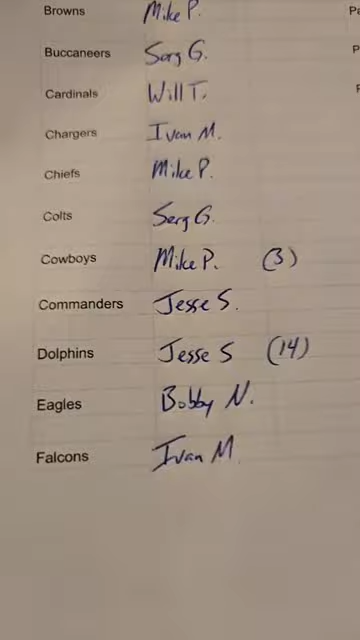 Browns Mike P.
Buccaneers Serg G.
Cardinals Will T.
Chargers Ivan M.
Chiefs Mike P.
Colts Serg G.
Cowboys Mike P. (3)
Commanders Jesse S.
Dolphins Jesse S (14)
Eagles Bobby N.
Falcons Ivan M.